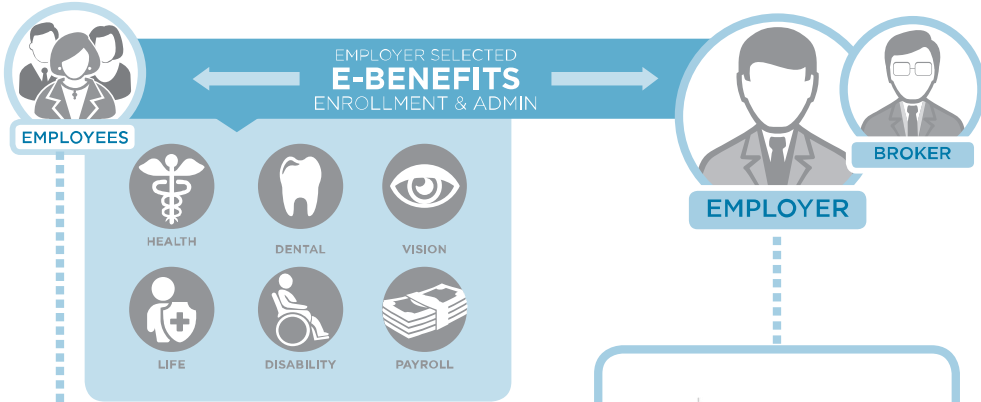 EMPLOYER SELECTED
E-BENEFITS
ENROLLMENT & ADMIN
EMPLOYEES
BROKER
EMPLOYER
HEALTH
DENTAL
VISION
LIFE
DISABILITY
PAYROLL